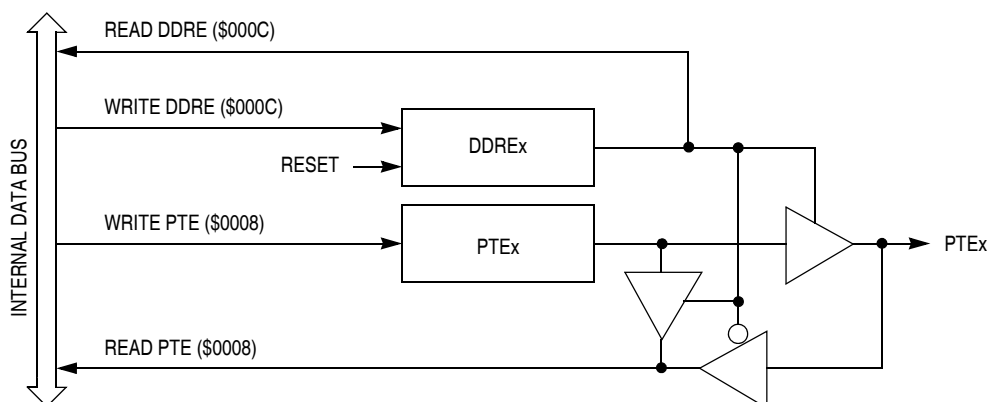 READ DDRE ($000C)
WRITE DDRE ($000C)
DDREx
RESET
WRITE PTE ($0008)
PTEx
PTEx
READ PTE ($0008)
INTERNAL DATA BUS